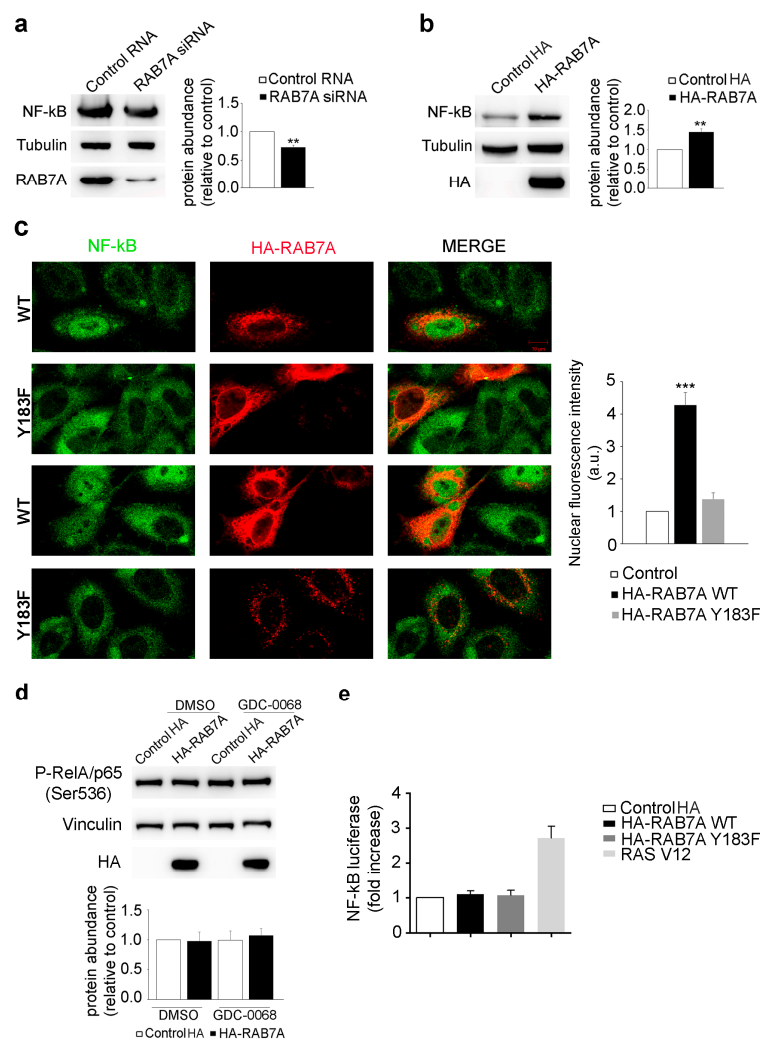 a
Control RNA
RAB7A siRNA
NF-kB
Tubulin
RAB7A
Control RNA
RAB7A siRNA
protein abundance
(relative to control)
1.5
1.0
0.5
0.0
**
b
Control HA
HA-RAB7A
NF-kB
Tubulin
HA
Control HA
HA-RAB7A
protein abundance
(relative to control)
2.0
1.5
1.0
0.5
0.0
**
c
NF-kB
HA-RAB7A
MERGE
WT
Y183F
WT
Y183F
Nuclear fluorescence intensity
(a.u.)
5
4
3
2
1
0
***
Control
HA-RAB7A WT
HA-RAB7A Y183F
d
DMSO
GDC-0068
Control HA
HA-RAB7A
Control HA
HA-RAB7A
P-RelA/p65
(Ser536)
Vinculin
HA
protein abundance
(relative to control)
1.5
1.0
0.5
0.0
DMSO
GDC-0068
Control HA
HA-RAB7A
e
NF-kB luciferase
(fold increase)
4
3
2
1
0
Control HA
HA-RAB7A WT
HA-RAB7A Y183F
RAS V12